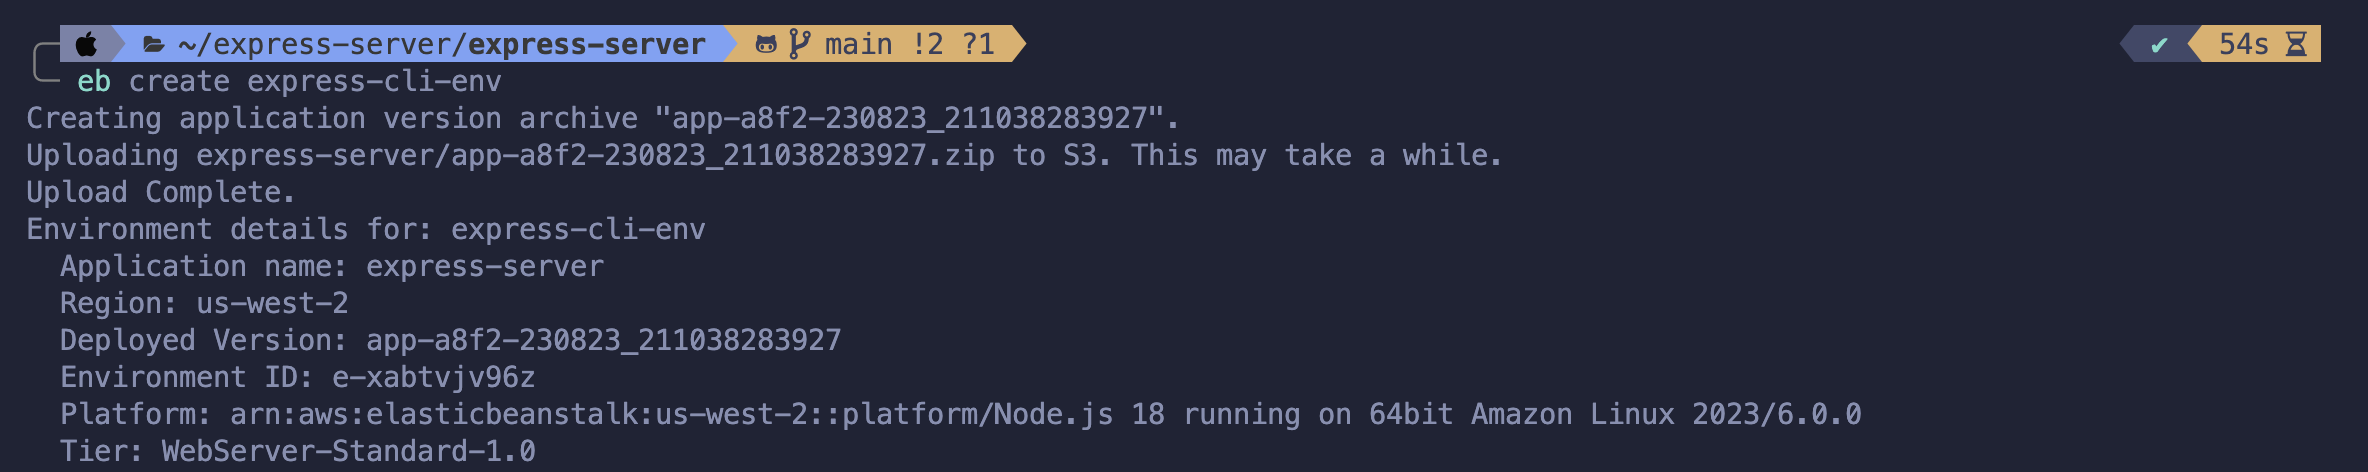 ~/express-server/express-server main !2 ?1 ✔ 54s
eb create express-cli-env
Creating application version archive "app-a8f2-230823_211038283927".
Uploading express-server/app-a8f2-230823_211038283927.zip to S3. This may take a while.
Upload Complete.
Environment details for: express-cli-env
  Application name: express-server
  Region: us-west-2
  Deployed Version: app-a8f2-230823_211038283927
  Environment ID: e-xabtvjv96z
  Platform: arn:aws:elasticbeanstalk:us-west-2::platform/Node.js 18 running on 64bit Amazon Linux 2023/6.0.0
  Tier: WebServer-Standard-1.0